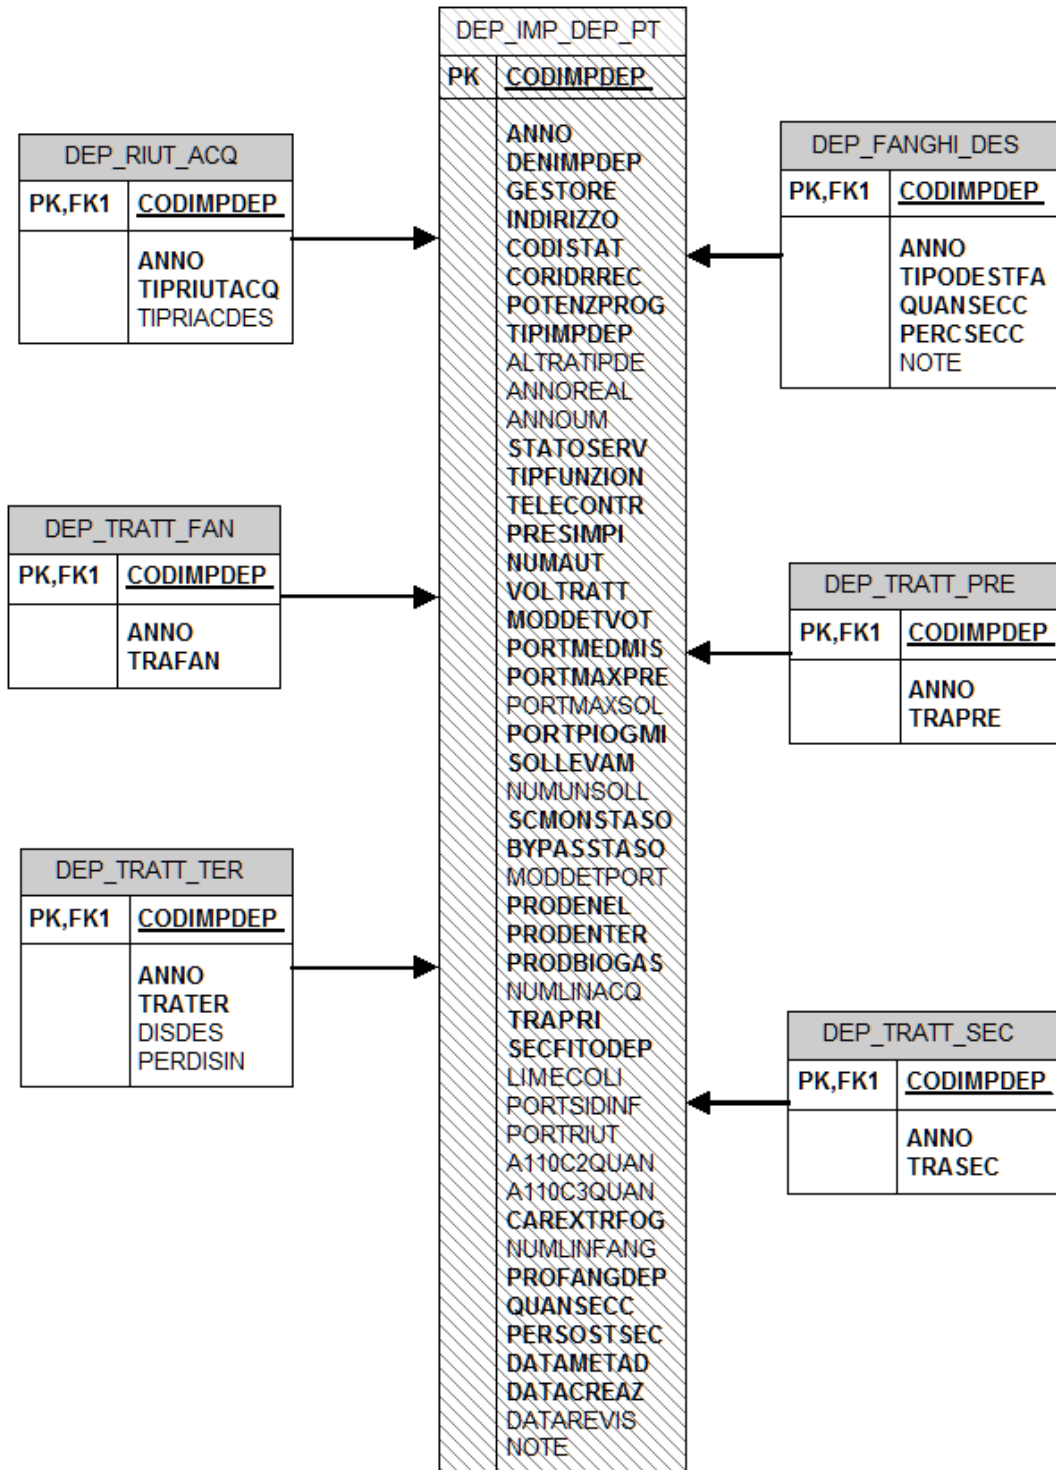 DEP_IMP_DEP_PT
PK CODIMPDEP
ANNO
DENIMPDEP
GESTORE
INDIRIZZO
CODISTAT
CORIDRREC
POTENZPROG
TIPIMPDEP
ALTRATIPDE
ANNOREAL
ANNOUM
STATOSERV
TIPFUNZION
TELECONTR
PRESIMPI
NUMAUT
VOLTRATT
MODDETVOT
PORTMEDMIS
PORTMAXPRE
PORTMAXSOL
PORTPIOGMI
SOLLEVAM
NUMUNSOLL
SCMONSTASO
BYPASSTASO
MODDETPORT
PRODENEL
PRODENTER
PRODBIOGAS
NUMLINACQ
TRAPRI
SECFITODEP
LIMECOLI
PORTSIDINF
PORTRIUT
A110C2QUAN
A110C3QUAN
CAREXTRFOG
NUMLINFANG
PROFANGDEP
QUANSECC
PERSOSTSEC
DATAMETAD
DATACREAZ
DATAREVIS
NOTE
DEP_RIUT_ACQ
PK,FK1 CODIMPDEP
ANNO
TIPRIUTACQ
TIPRIACDES
DEP_TRATT_FAN
PK,FK1 CODIMPDEP
ANNO
TRAFAN
DEP_TRATT_TER
PK,FK1 CODIMPDEP
ANNO
TRATER
DISDES
PERDISIN
DEP_FANGHI_DES
PK,FK1 CODIMPDEP
ANNO
TIPODESTFA
QUANSECC
PERCSECC
NOTE
DEP_TRATT_PRE
PK,FK1 CODIMPDEP
ANNO
TRAPRE
DEP_TRATT_SEC
PK,FK1 CODIMPDEP
ANNO
TRASEC